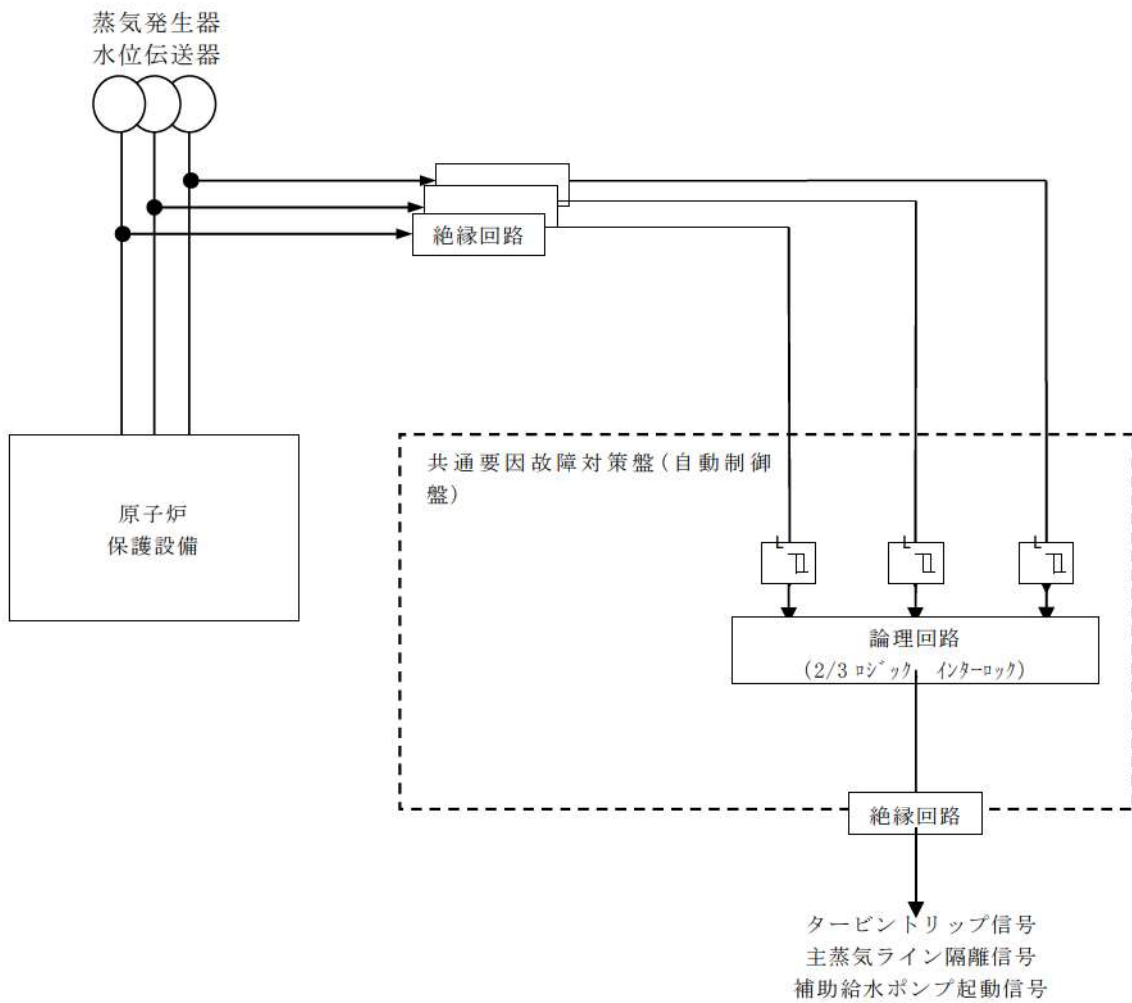 蒸気発生器
水位伝送器
絶縁回路
共通要因故障対策盤(自動制御
盤)
原子炉
保護設備
L
L
L
論理回路
(2/3 ﾛｼﾞｯｸ ｲﾝﾀｰﾛｯｸ)
絶縁回路
タービントリップ信号
主蒸気ライン隔離信号
補助給水ポンプ起動信号